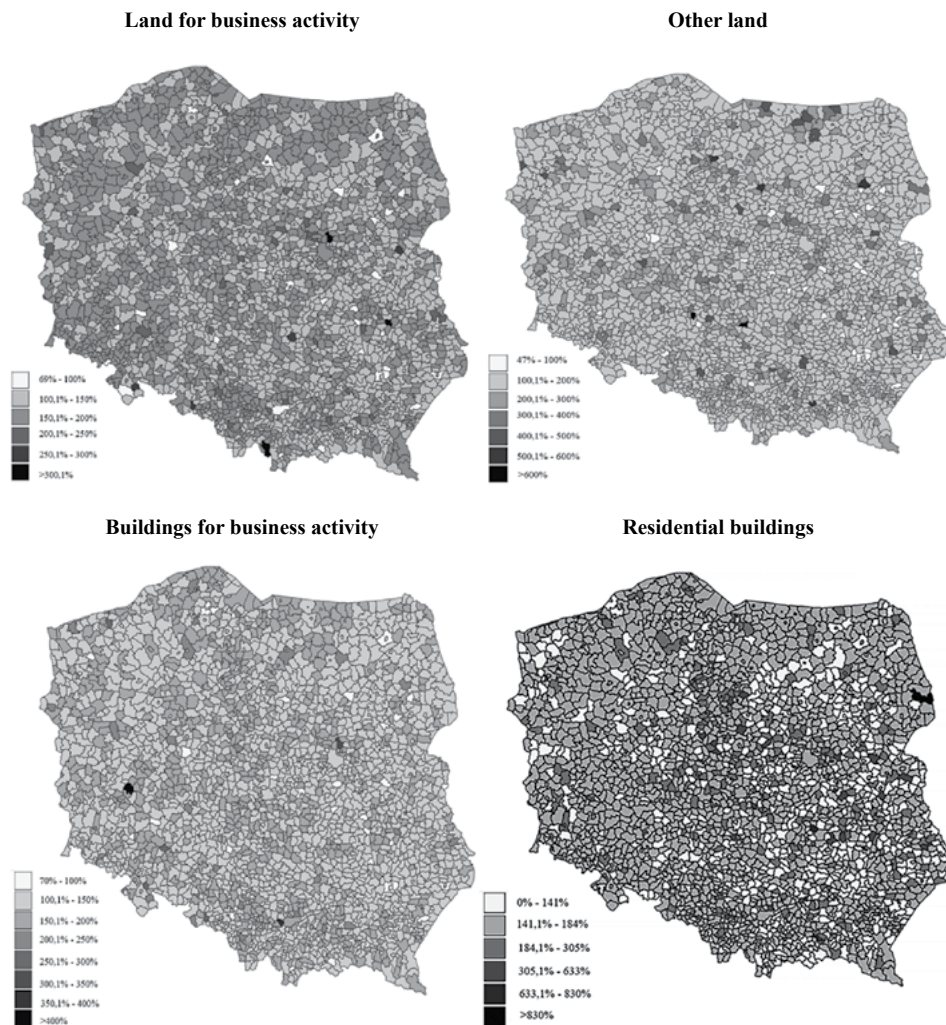 Land for business activity
Other land
69% - 100%
100,1% - 150%
150,1% - 200%
200,1% - 250%
250,1% - 300%
>300,1%
47% - 100%
100,1% - 200%
200,1% - 300%
300,1% - 400%
400,1% - 500%
500,1% - 600%
>600%
Buildings for business activity
Residential buildings
70% - 100%
100,1% - 150%
150,1% - 200%
200,1% - 250%
250,1% - 300%
300,1% - 350%
350,1% - 400%
>400%
0% - 141%
141,1% - 184%
184,1% - 305%
305,1% - 633%
633,1% - 830%
>830%